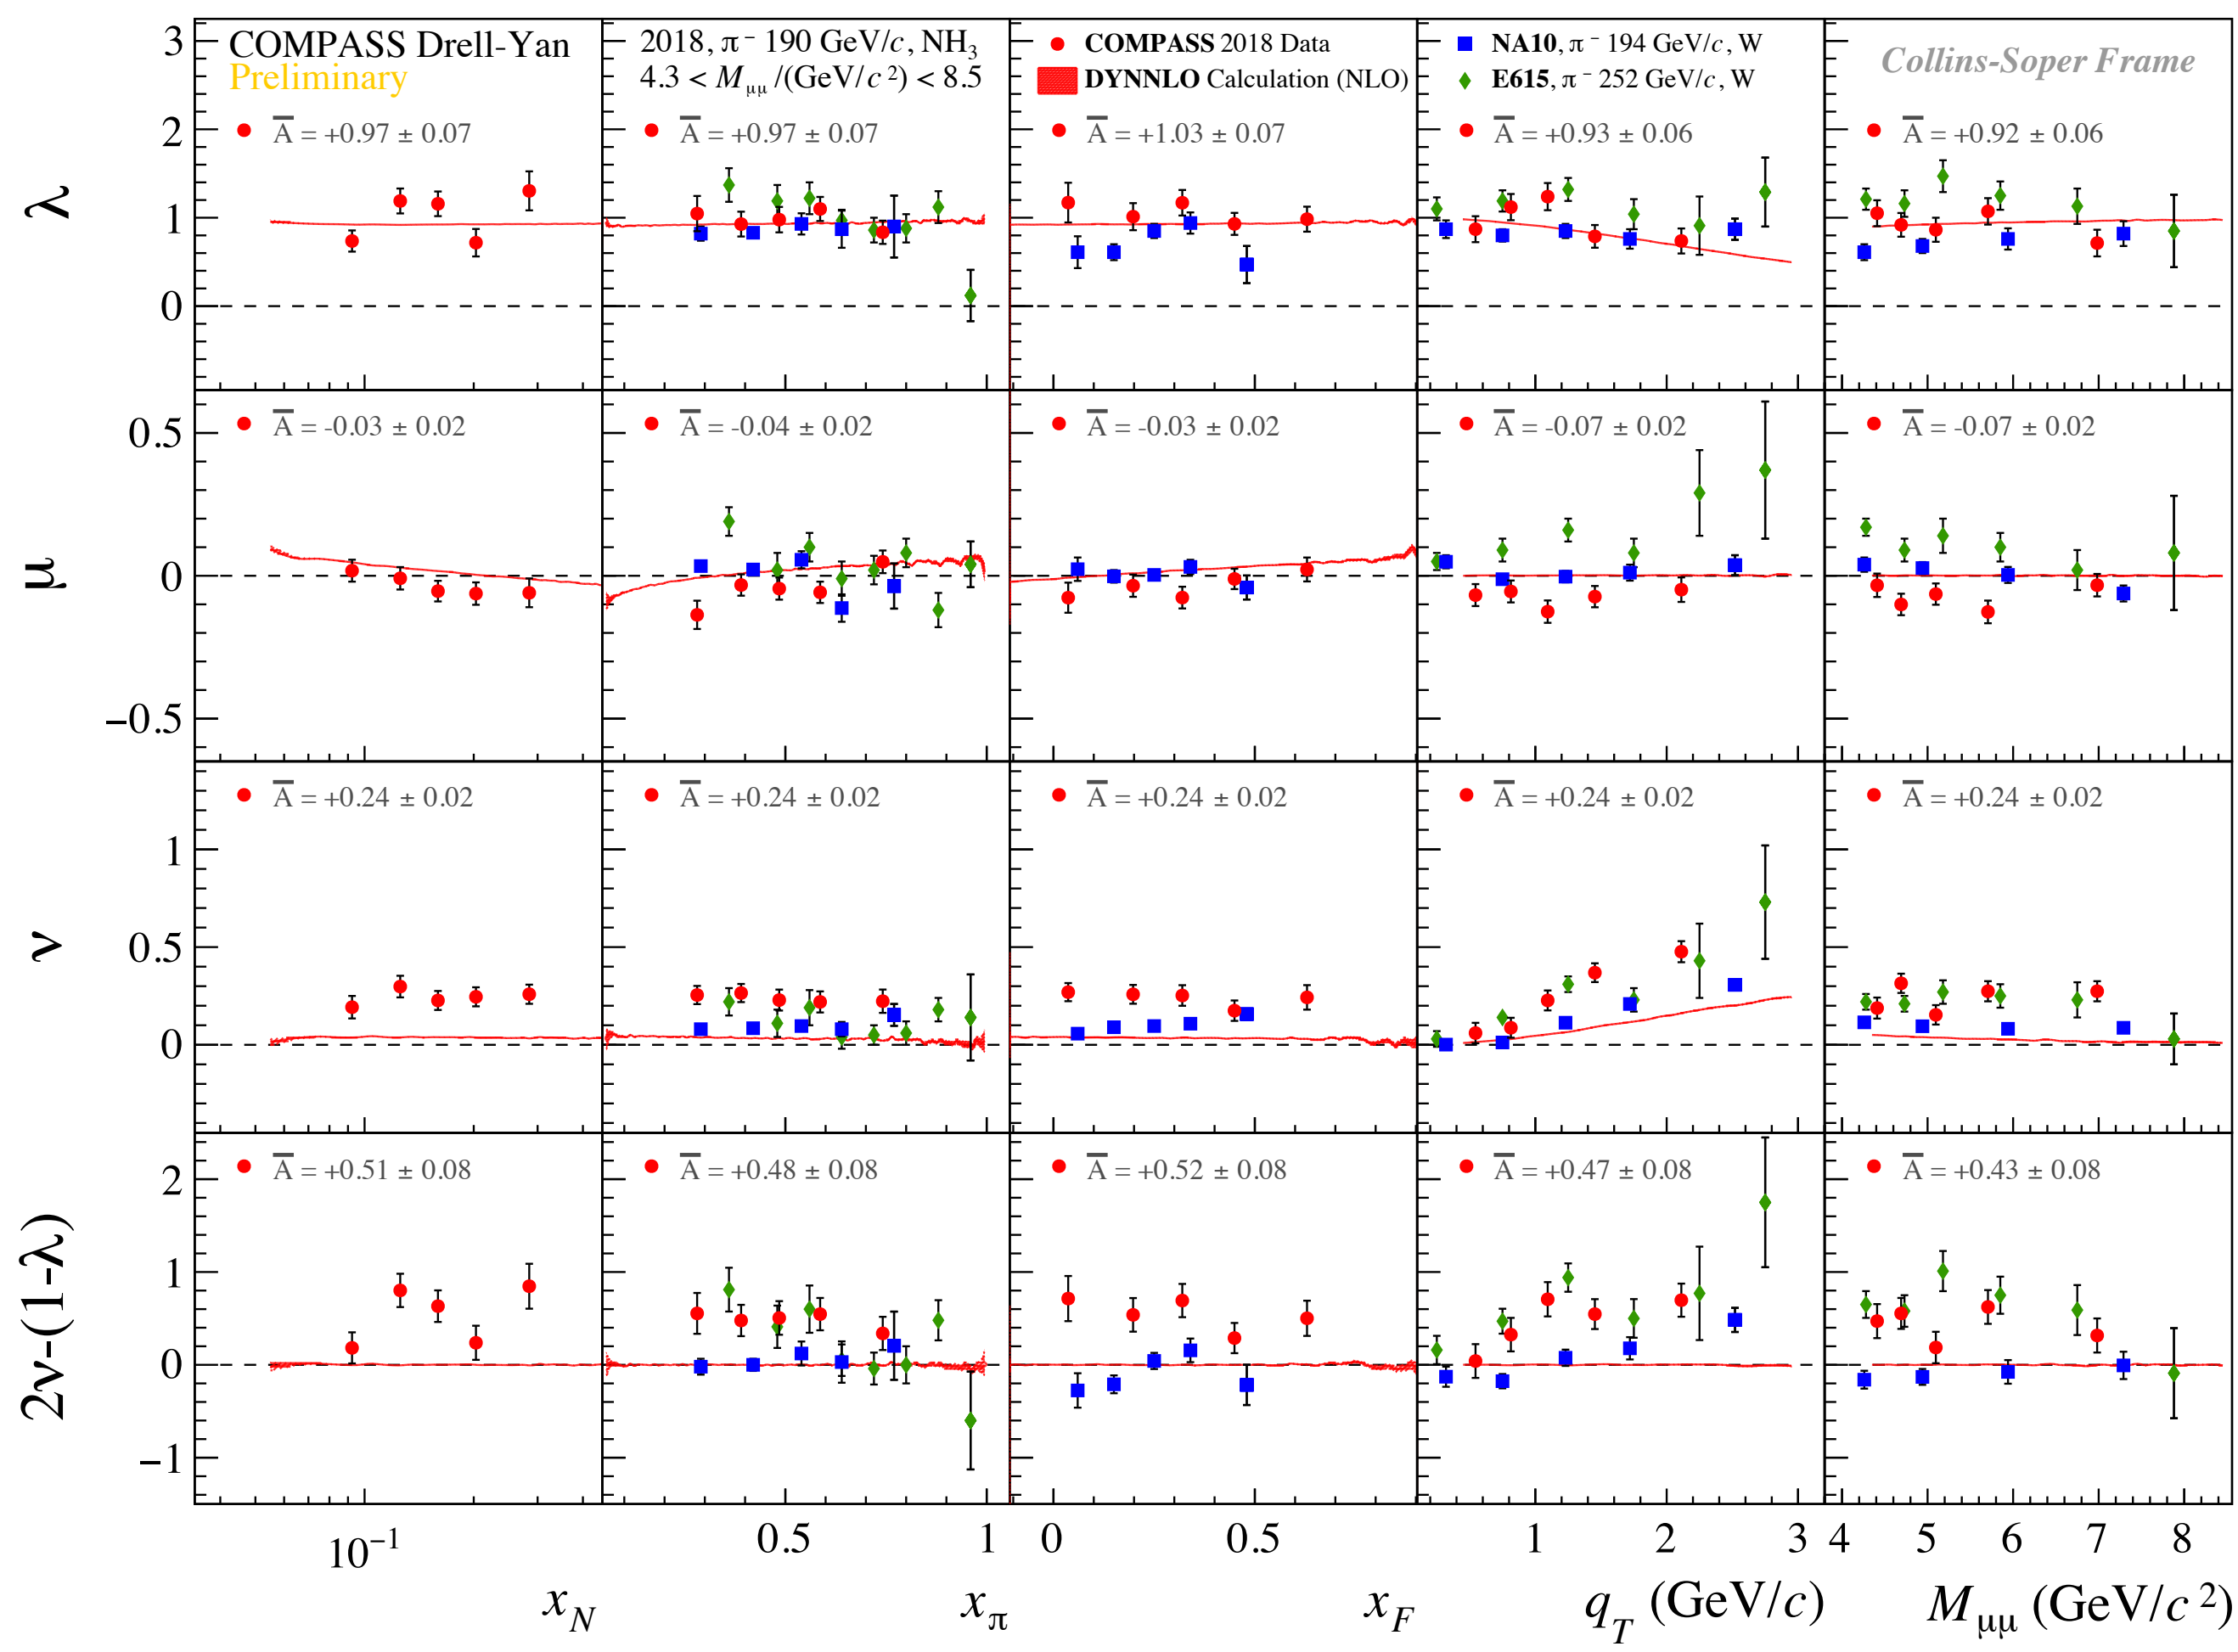 COMPASS Drell-Yan
Preliminary
2018, π⁻ 190 GeV/c, NH₃
4.3 < M_μμ /(GeV/c²) < 8.5
COMPASS 2018 Data
DYNNLO Calculation (NLO)
NA10, π⁻ 194 GeV/c, W
E615, π⁻ 252 GeV/c, W
Collins-Soper Frame
λ
3
2
1
0
A̅ = +0.97 ± 0.07
A̅ = +0.97 ± 0.07
A̅ = +1.03 ± 0.07
A̅ = +0.93 ± 0.06
A̅ = +0.92 ± 0.06
μ
0.5
0
−0.5
A̅ = -0.03 ± 0.02
A̅ = -0.04 ± 0.02
A̅ = -0.03 ± 0.02
A̅ = -0.07 ± 0.02
A̅ = -0.07 ± 0.02
ν
1
0.5
0
A̅ = +0.24 ± 0.02
A̅ = +0.24 ± 0.02
A̅ = +0.24 ± 0.02
A̅ = +0.24 ± 0.02
A̅ = +0.24 ± 0.02
2ν-(1-λ)
2
1
0
−1
A̅ = +0.51 ± 0.08
A̅ = +0.48 ± 0.08
A̅ = +0.52 ± 0.08
A̅ = +0.47 ± 0.08
A̅ = +0.43 ± 0.08
10⁻¹
0.5 1
0 0.5
1 2 3
4 5 6 7 8
x_N
x_π
x_F
q_T (GeV/c)
M_μμ (GeV/c²)